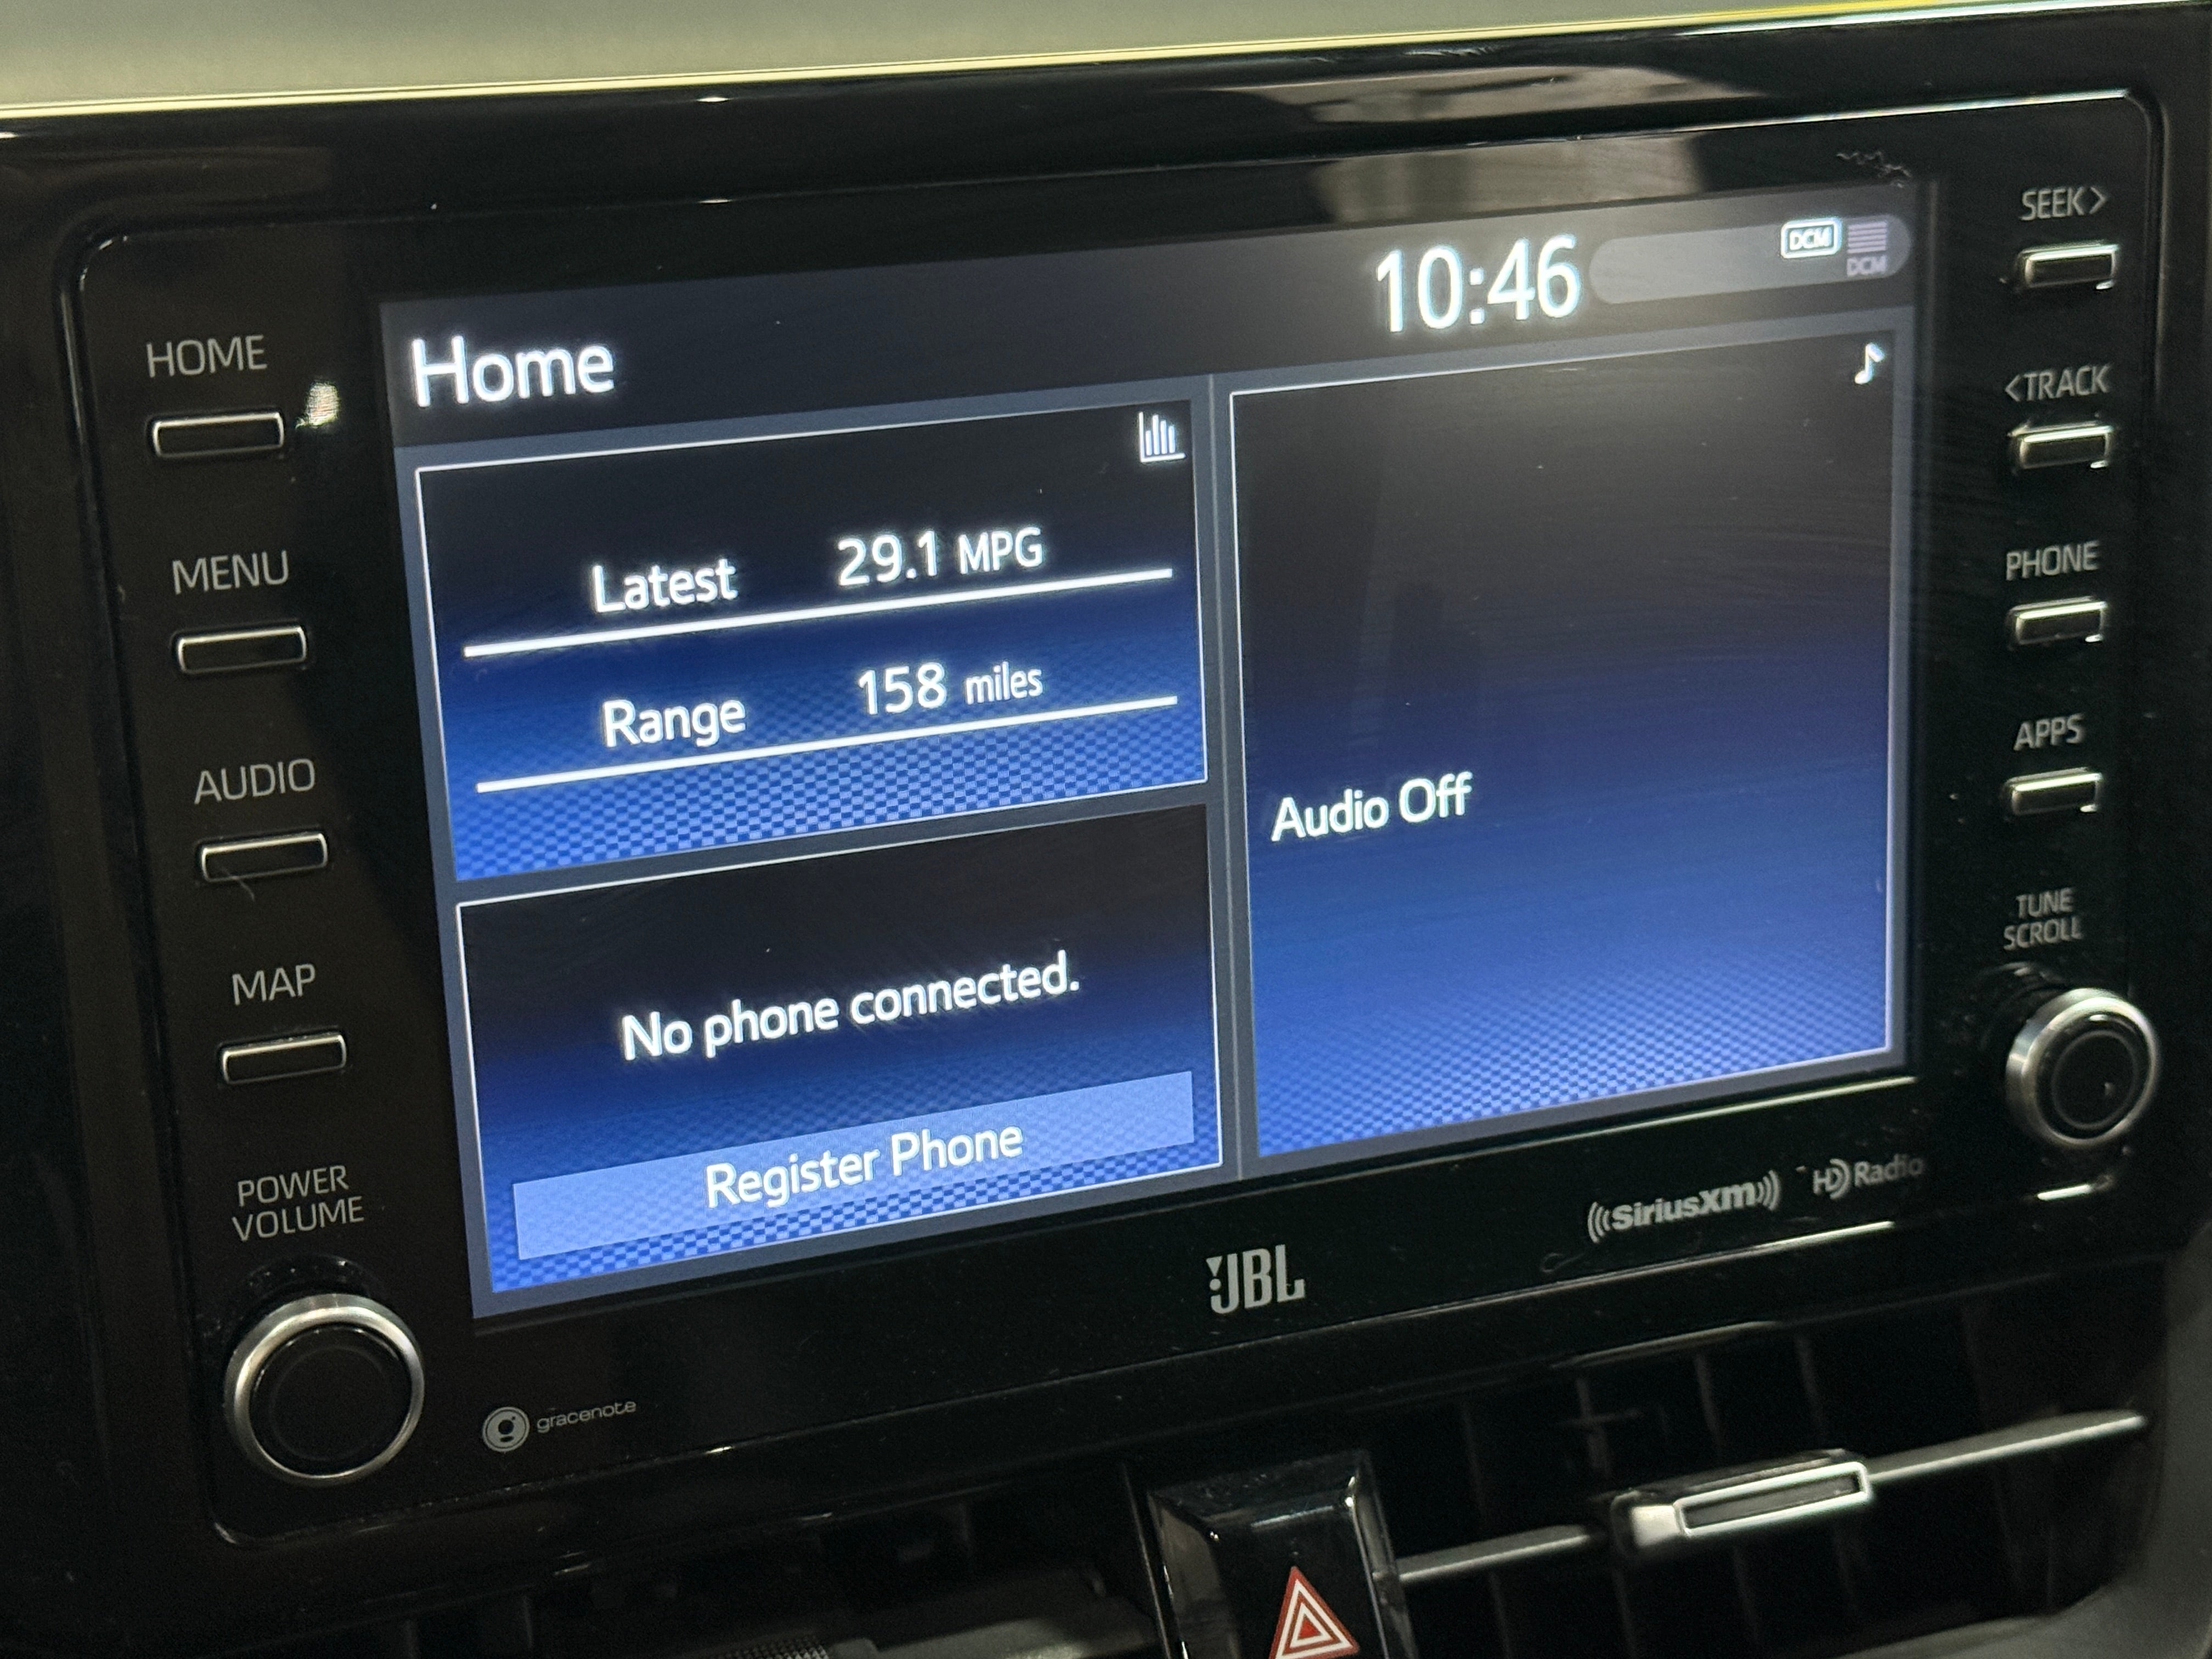 HOME
MENU
AUDIO
MAP
POWER
VOLUME
Home
10:46
DCM
DCM
Latest 29.1 MPG
Range 158 miles
No phone connected.
Register Phone
Audio Off
SEEK>
<TRACK
PHONE
APPS
TUNE
SCROLL
gracenote
JBL
((SiriusXM))
HD Radio